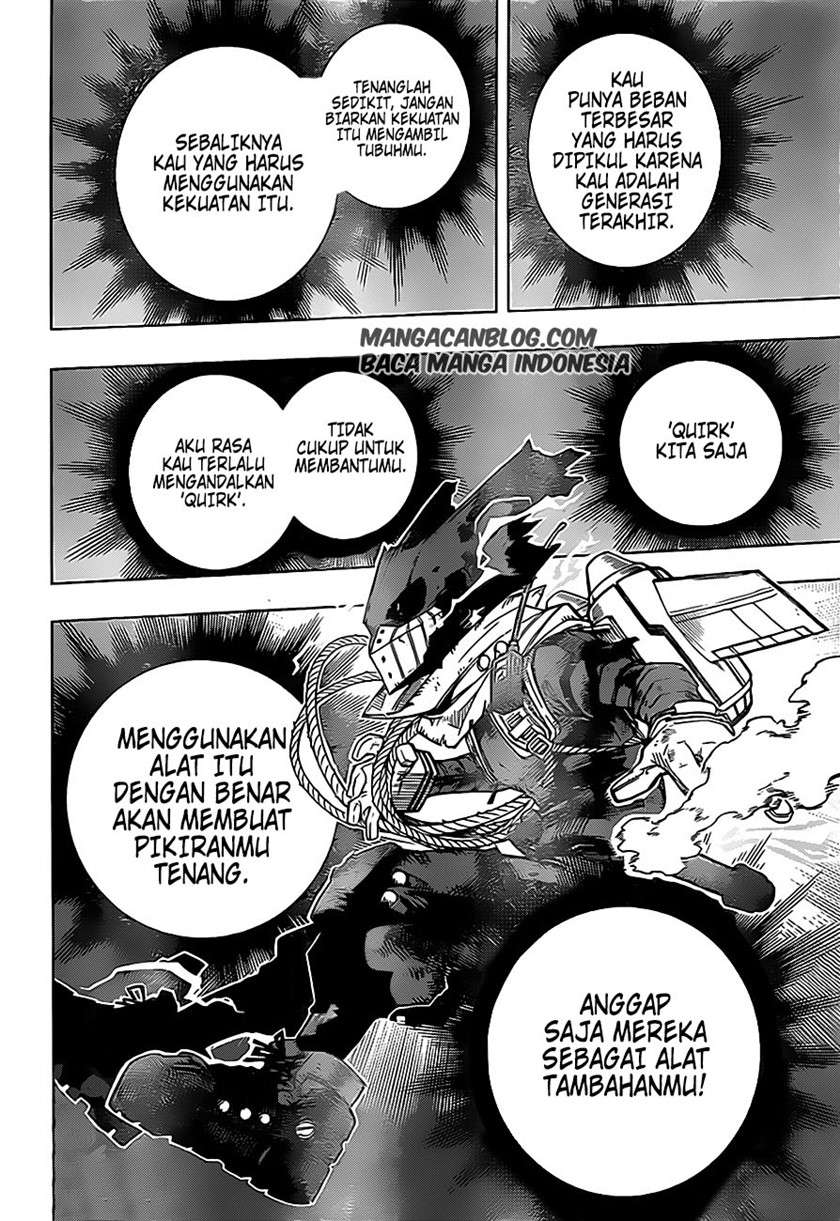 KAU
PUNYA BEBAN
TERBESAR
YANG HARUS
DIPIKUL KARENA
KAU ADALAH
GENERASI
TERAKHIR.
TENANGLAH
SEDIKIT, JANGAN
BIARKAN KEKUATAN
ITU MENGAMBIL
TUBUHMU.
SEBALIKNYA
KAU YANG HARUS
MENGGUNAKAN
KEKUATAN ITU.
MANGACANBLOG.COM
BACA MANGA INDONESIA
'QUIRK'
KITA SAJA
TIDAK
CUKUP UNTUK
MEMBANTUMU.
AKU RASA
KAU TERLALU
MENGANDALKAN
'QUIRK'.
MENGGUNAKAN
ALAT ITU
DENGAN BENAR
AKAN MEMBUAT
PIKIRANMU
TENANG.
ANGGAP
SAJA MEREKA
SEBAGAI ALAT
TAMBAHANMU!